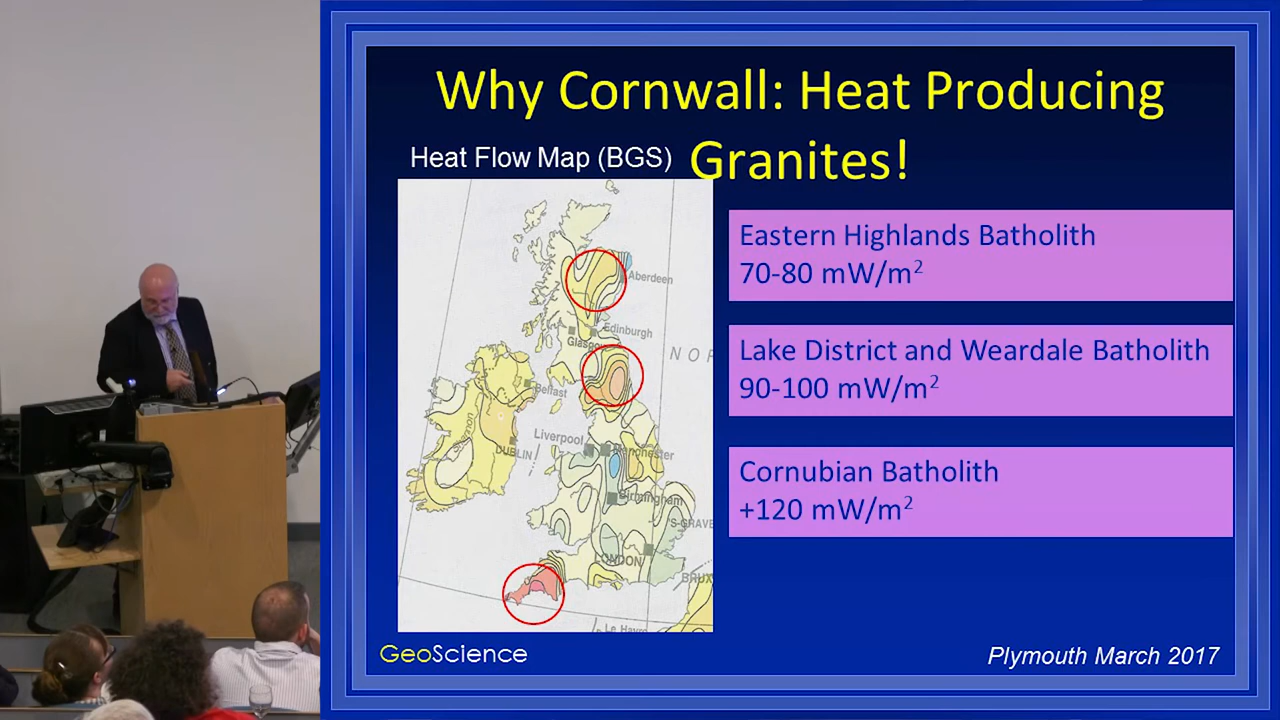 Why Cornwall: Heat Producing
Granites!
Heat Flow Map (BGS)
Aberdeen
Edinburgh
Glasgow
NOR
Belfast
DUBLIN
Liverpool
Manchester
Birmingham
S-GRAVE
LONDON
BRUX
Le Havre
Eastern Highlands Batholith
70-80 mW/m²
Lake District and Weardale Batholith
90-100 mW/m²
Cornubian Batholith
+120 mW/m²
GeoScience
Plymouth March 2017